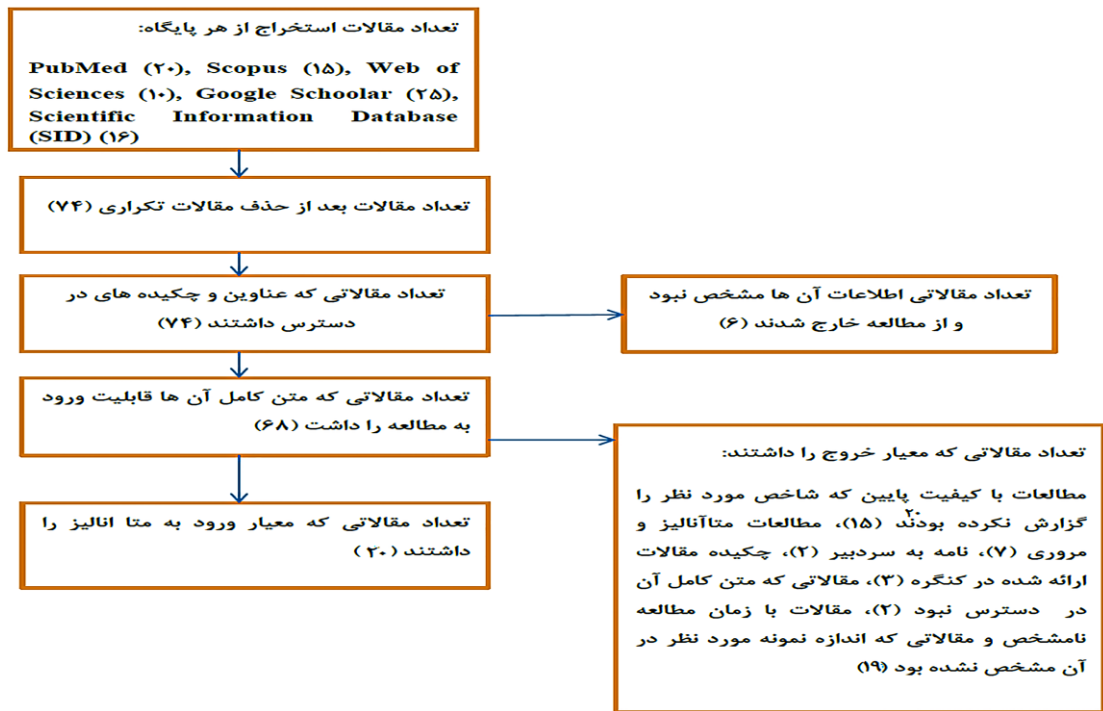 تعداد مقالات استخراج از هر پایگاه:
PubMed (۲۰), Scopus (۱۵), Web of
Sciences (۱۰), Google Schoolar (۲۵),
Scientific Information Database
(SID) (۱۶)
تعداد مقالات بعد از حذف مقالات تکراری (۷۴)
تعداد مقالاتی که عناوین و چکیده های در
دسترس داشتند (۷۴)
تعداد مقالاتی اطلاعات آن ها مشخص نبود
و از مطالعه خارج شدند (۶)
تعداد مقالاتی که متن کامل آن ها قابلیت ورود
به مطالعه را داشت (۶۸)
تعداد مقالاتی که معیار خروج را داشتند:
مطالعات با کیفیت پایین که شاخص مورد نظر را
۲۰
گزارش نکرده بودند (۱۵)، مطالعات متاآنالیز و
مروری (۷)، نامه به سردبیر (۲)، چکیده مقالات
ارائه شده در کنگره (۳)، مقالاتی که متن کامل آن
در دسترس نبود (۲)، مقالات با زمان مطالعه
نامشخص و مقالاتی که اندازه نمونه مورد نظر در
آن مشخص نشده بود (۱۹)
تعداد مقالاتی که معیار ورود به متا انالیز را
داشتند (۲۰)